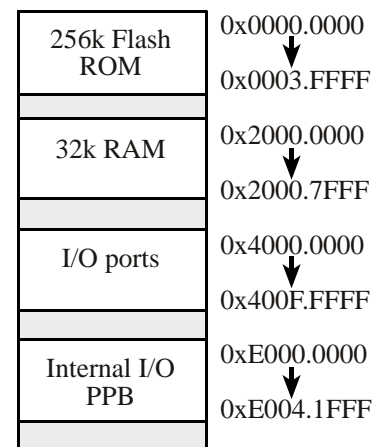 256k Flash
ROM
0x0000.0000
0x0003.FFFF
32k RAM
0x2000.0000
0x2000.7FFF
I/O ports
0x4000.0000
0x400F.FFFF
Internal I/O
PPB
0xE000.0000
0xE004.1FFF